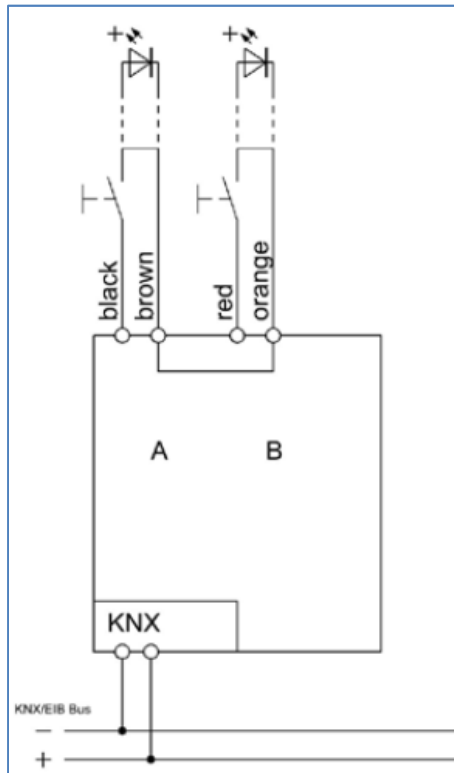 + +
black
brown
red
orange
A B
KNX
KNX/EIB Bus
−
+